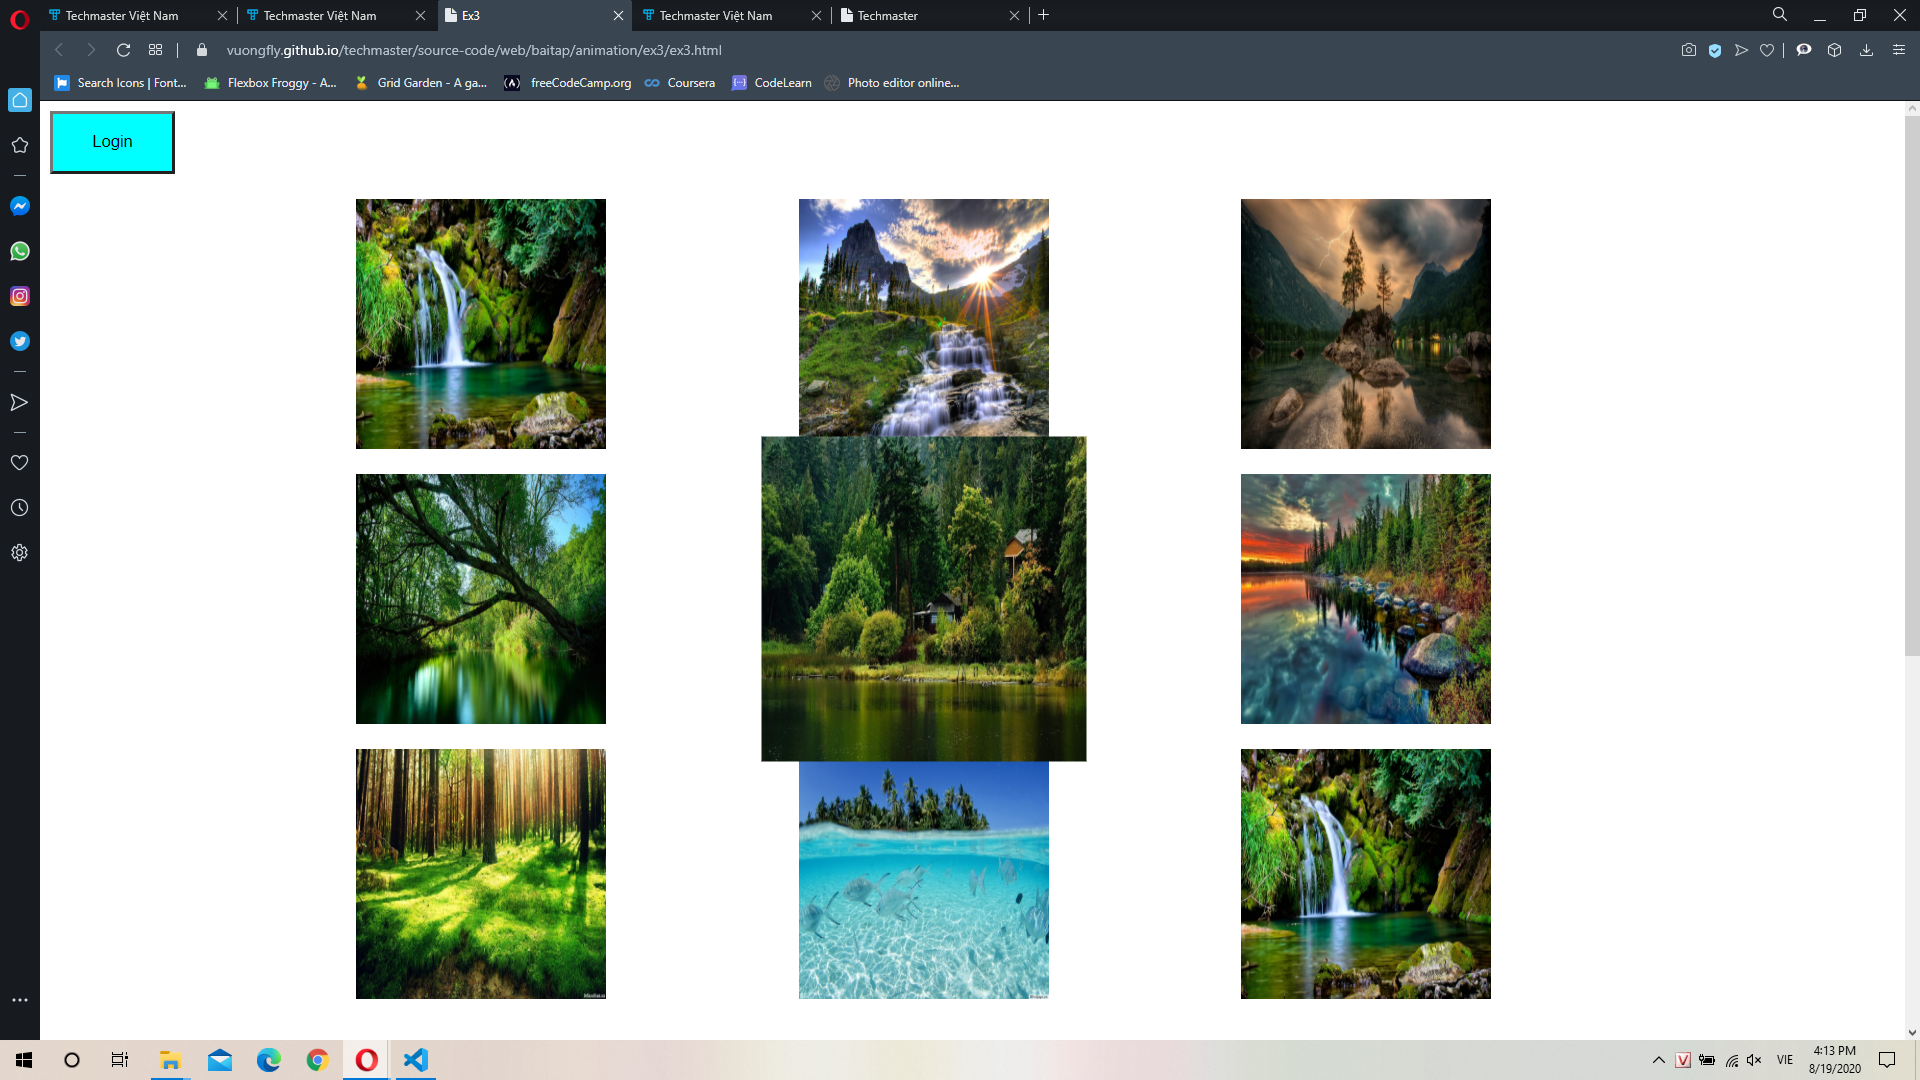 Techmaster Việt Nam
Techmaster Việt Nam
Ex3
Techmaster Việt Nam
Techmaster
vuongfly.github.io/techmaster/source-code/web/baitap/animation/ex3/ex3.html
Search Icons | Font...
Flexbox Froggy - A...
Grid Garden - A ga...
freeCodeCamp.org
Coursera
CodeLearn
Photo editor online...
Login
VIE
4:13 PM
8/19/2020